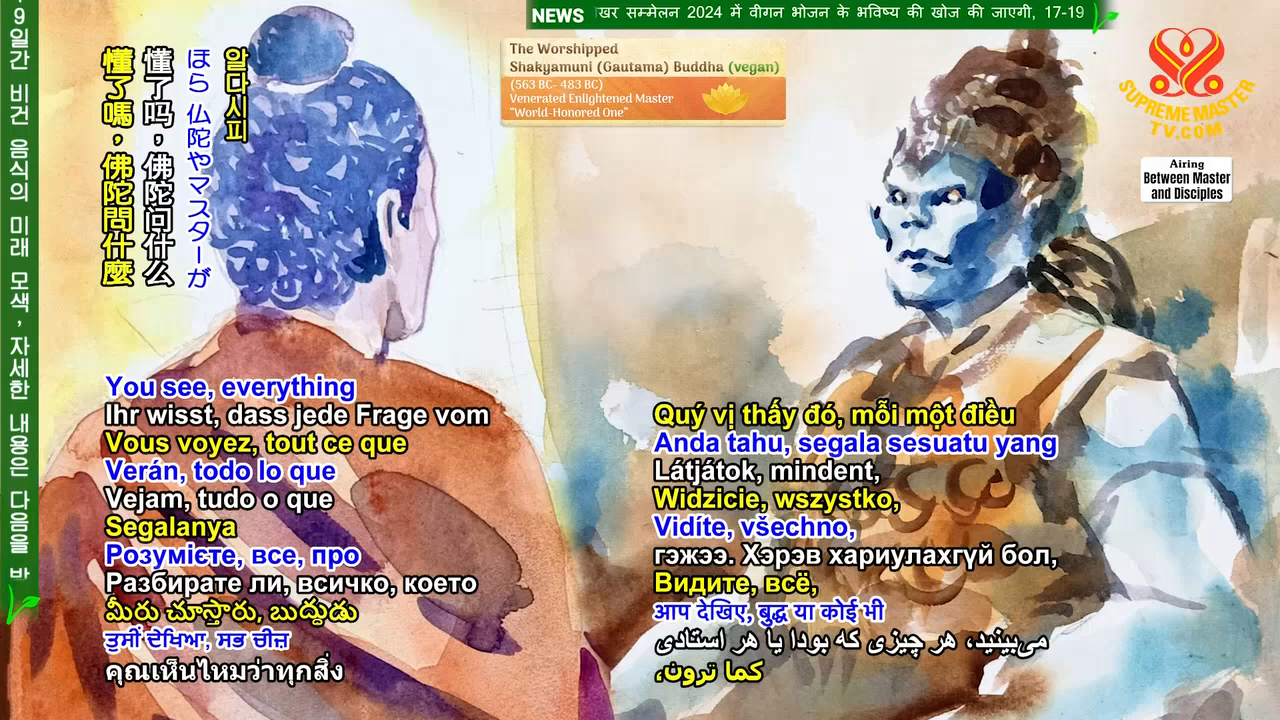 NEWS
खर सम्मेलन 2024 में वीगन भोजन के भविष्य की खोज की जाएगी, 17-19
9일간 비건 음식의 미래 모색, 자세한 내용은 다음을
The Worshipped
Shakyamuni (Gautama) Buddha (vegan)
(563 BC- 483 BC)
Venerated Enlightened Master
“World-Honored One”
SUPREME MASTER
TV.COM
Airing
Between Master
and Disciples
알다시피
ほら 仏陀やマスターが
懂了吗，佛陀问什么
懂了嗎，佛陀問什麼
You see, everything
Ihr wisst, dass jede Frage vom
Vous voyez, tout ce que
Verán, todo lo que
Vejam, tudo o que
Segalanya
Розумієте, все, про
Разбирате ли, всичко, което
మీరు చూస్తారు, బుద్ధుడు
ਤੁਸੀਂ ਦੇਖਿਆ, ਸਭ ਚੀਜ਼
คุณเห็นไหมว่าทุกสิ่ง
Quý vị thấy đó, mỗi một điều
Anda tahu, segala sesuatu yang
Látjátok, mindent,
Widzicie, wszystko,
Vidíte, všechno,
гэжээ. Хэрэв хариулахгүй бол,
Видите, всё,
आप देखिए, बुद्ध या कोई भी
می‌بینید، هر چیزی که بودا یا هر استادی
كما ترون،